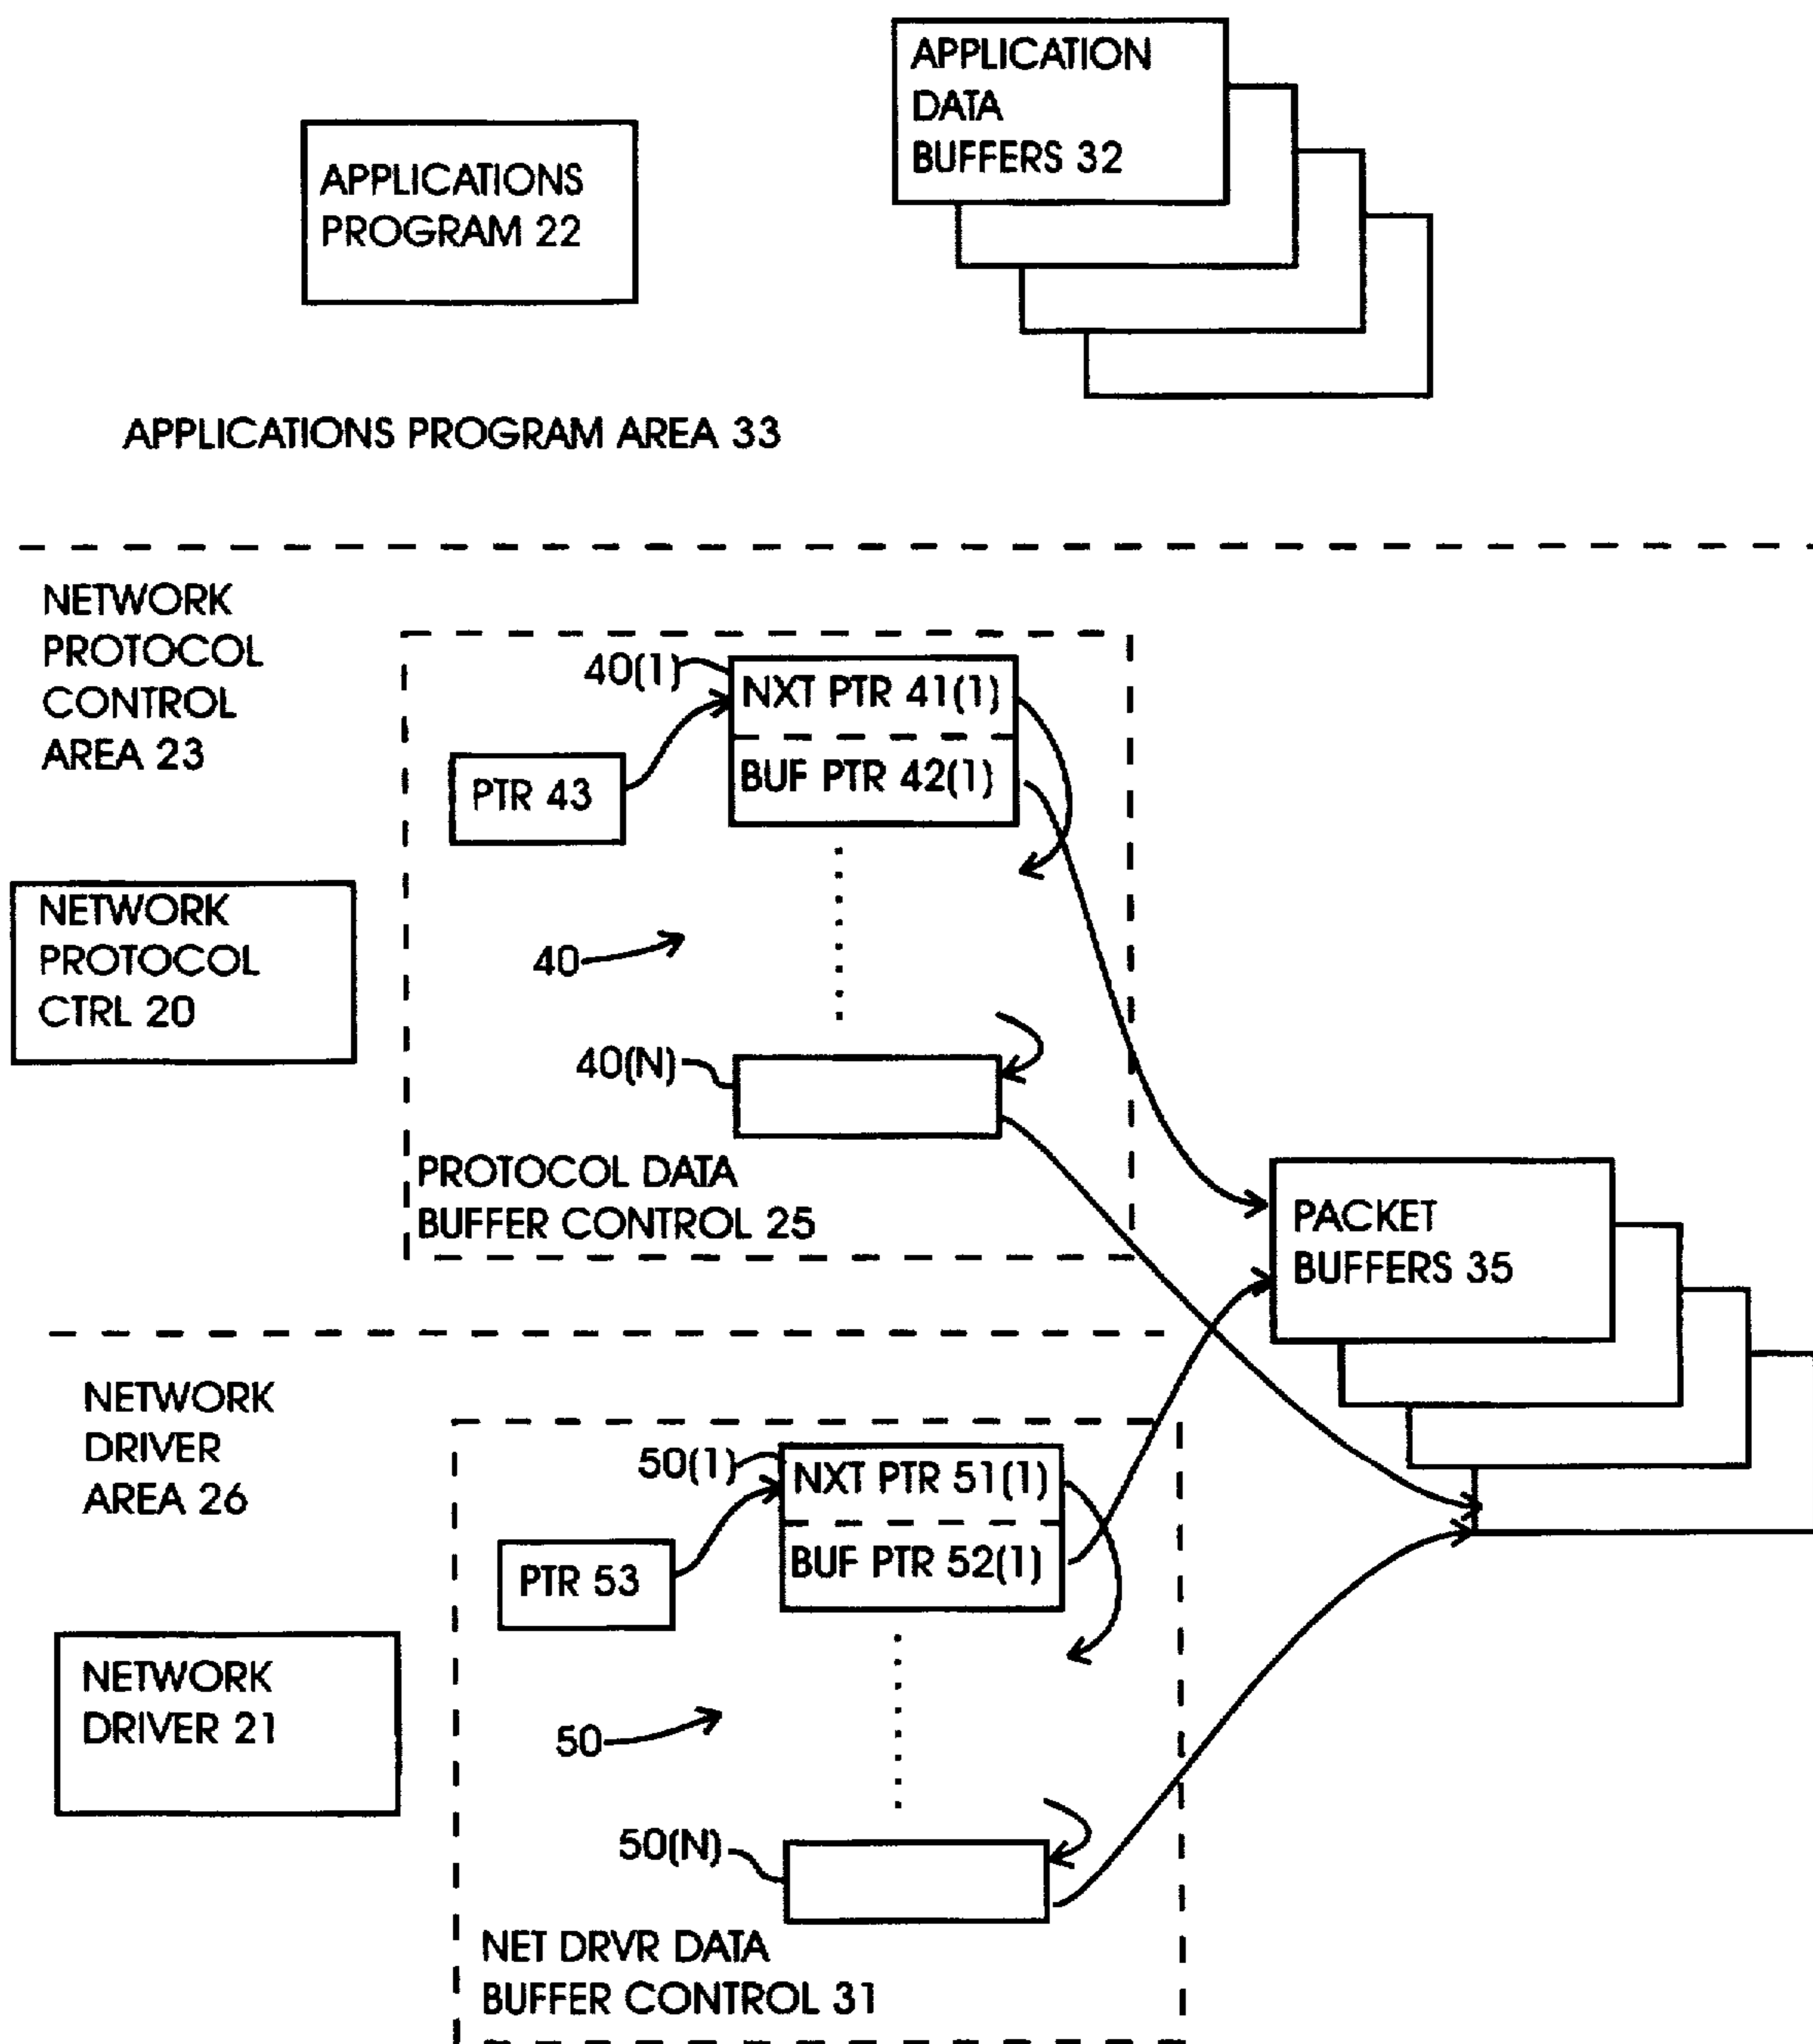 APPLICATION
DATA
BUFFERS 32
APPLICATIONS
PROGRAM 22
APPLICATIONS PROGRAM AREA 33
NETWORK
PROTOCOL
CONTROL
AREA 23
40(1)
NXT PTR 41(1)
BUF PTR 42(1)
PTR 43
NETWORK
PROTOCOL
CTRL 20
40
40(N)
PROTOCOL DATA
BUFFER CONTROL 25
PACKET
BUFFERS 35
NETWORK
DRIVER
AREA 26
50(1)
NXT PTR 51(1)
BUF PTR 52(1)
PTR 53
NETWORK
DRIVER 21
50
50(N)
NET DRVR DATA
BUFFER CONTROL 31